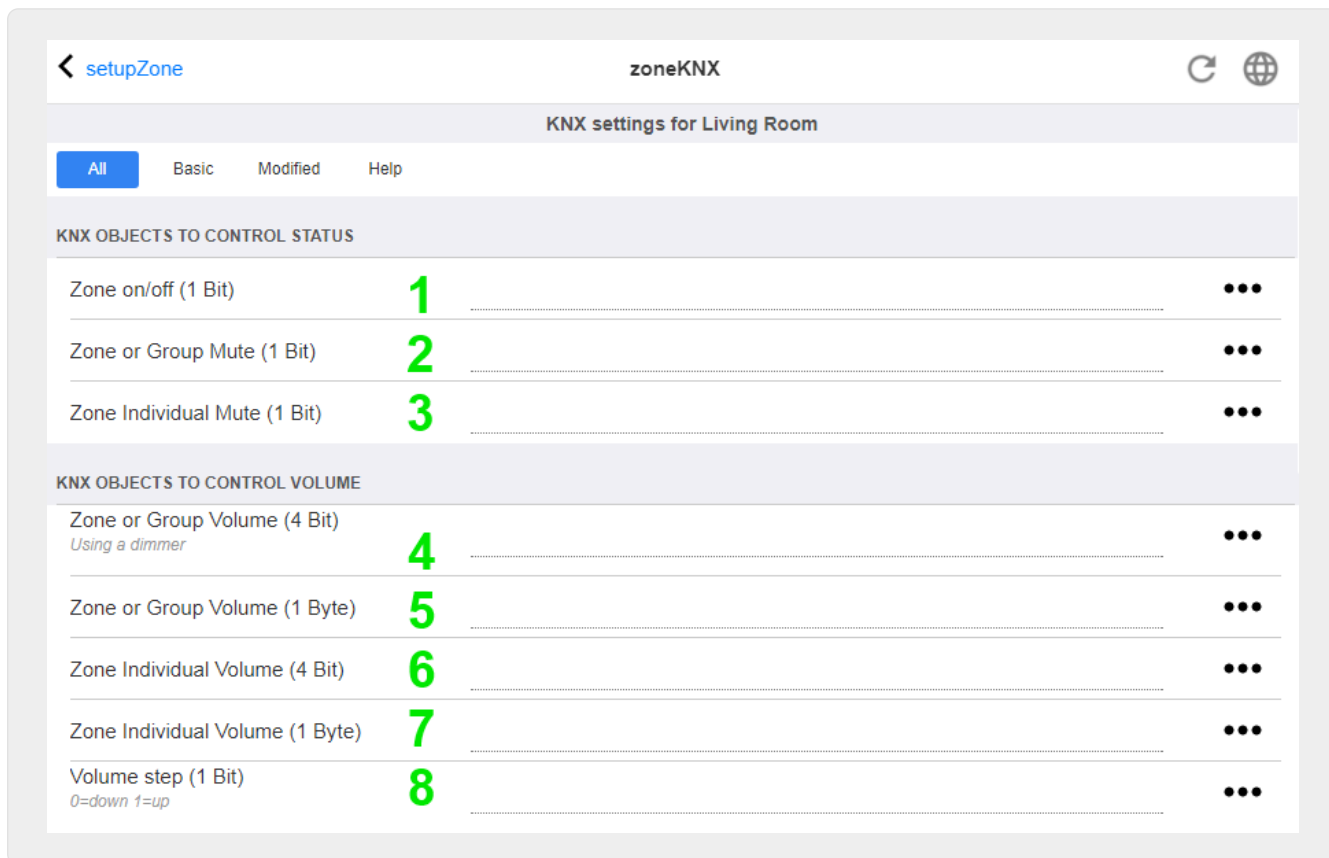 setupZone
zoneKNX
KNX settings for Living Room
All Basic Modified Help
KNX OBJECTS TO CONTROL STATUS
Zone on/off (1 Bit) 1
Zone or Group Mute (1 Bit) 2
Zone Individual Mute (1 Bit) 3
KNX OBJECTS TO CONTROL VOLUME
Zone or Group Volume (4 Bit)
Using a dimmer 4
Zone or Group Volume (1 Byte) 5
Zone Individual Volume (4 Bit) 6
Zone Individual Volume (1 Byte) 7
Volume step (1 Bit) 8
0=down 1=up